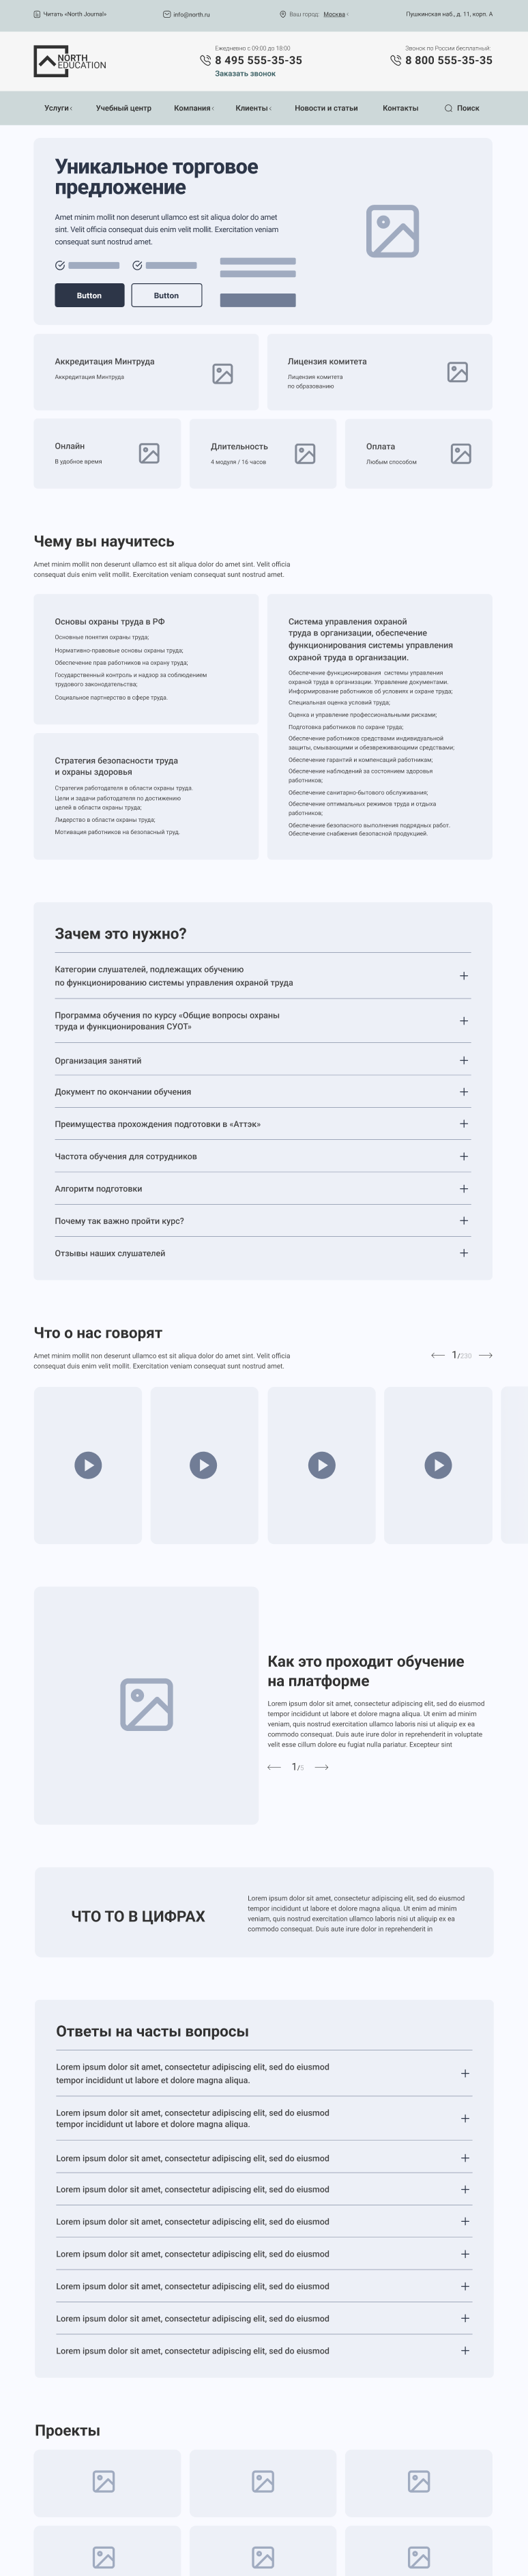 Читать «North Journal»
info@north.ru
Ваш город: Москва
Пушкинская наб., д. 11, корп. А
NORTH
EDUCATION
Ежедневно с 09:00 до 18:00
8 495 555-35-35
Заказать звонок
Звонок по России бесплатный
8 800 555-35-35
Услуги
Учебный центр
Компания
Клиенты
Новости и статьи
Контакты
Поиск
Уникальное торговое
предложение
Amet minim mollit non deserunt ullamco est sit aliqua dolor do amet
sint. Velit officia consequat duis enim velit mollit. Exercitation veniam
consequat sunt nostrud amet.
Button
Button
Аккредитация Минтруда
Аккредитация Минтруда
Лицензия комитета
Лицензия комитета
по образованию
Онлайн
В удобное время
Длительность
4 модуля / 16 часов
Оплата
Любым способом
Чему вы научитесь
Amet minim mollit non deserunt ullamco est sit aliqua dolor do amet sint. Velit officia
consequat duis enim velit mollit. Exercitation veniam consequat sunt nostrud amet.
Основы охраны труда в РФ
Основные понятия охраны труда;
Нормативно-правовые основы охраны труда;
Обеспечение прав работников на охрану труда;
Государственный контроль и надзор за соблюдением
трудового законодательства;
Социальное партнерство в сфере труда.
Стратегия безопасности труда
и охраны здоровья
Стратегия работодателя в области охраны труда.
Цели и задачи работодателя по достижению
целей в области охраны труда;
Лидерство в области охраны труда;
Мотивация работников на безопасный труд.
Система управления охраной
труда в организации, обеспечение
функционирования системы управления
охраной труда в организации.
Обеспечение функционирования системы управления
охраной труда в организации. Управление документами.
Информирование работников об условиях и охране труда;
Специальная оценка условий труда;
Оценка и управление профессиональными рисками;
Подготовка работников по охране труда;
Обеспечение работников средствами индивидуальной
защиты, смывающими и обезвреживающими средствами;
Обеспечение гарантий и компенсаций работникам;
Обеспечение наблюдений за состоянием здоровья
работников;
Обеспечение санитарно-бытового обслуживания;
Обеспечение оптимальных режимов труда и отдыха
работников;
Обеспечение безопасного выполнение подрядных работ.
Обеспечение снабжения безопасной продукцией.
Зачем это нужно?
Категории слушателей, подлежащих обучению
по функционированию системы управления охраной труда
Программа обучения по курсу «Общие вопросы охраны
труда и функционирования СУОТ»
Организация занятий
Документ по окончании обучения
Преимущества прохождения подготовки в «Аттэк»
Частота обучения для сотрудников
Алгоритм подготовки
Почему так важно пройти курс?
Отзывы наших слушателей
Что о нас говорят
Amet minim mollit non deserunt ullamco est sit aliqua dolor do amet sint. Velit officia
consequat duis enim velit mollit. Exercitation veniam consequat sunt nostrud amet.
1/230
Как это проходит обучение
на платформе
Lorem ipsum dolor sit amet, consectetur adipiscing elit, sed do eiusmod
tempor incididunt ut labore et dolore magna aliqua. Ut enim ad minim
veniam, quis nostrud exercitation ullamco laboris nisi ut aliquip ex ea
commodo consequat. Duis aute irure dolor in reprehenderit in voluptate
velit esse cillum dolore eu fugiat nulla pariatur. Excepteur sint
1/5
ЧТО ТО В ЦИФРАХ
Lorem ipsum dolor sit amet, consectetur adipiscing elit, sed do eiusmod
tempor incididunt ut labore et dolore magna aliqua. Ut enim ad minim
veniam, quis nostrud exercitation ullamco laboris nisi ut aliquip ex ea
commodo consequat. Duis aute irure dolor in reprehenderit in
Ответы на часты вопросы
Lorem ipsum dolor sit amet, consectetur adipiscing elit, sed do eiusmod
tempor incididunt ut labore et dolore magna aliqua.
Lorem ipsum dolor sit amet, consectetur adipiscing elit, sed do eiusmod
tempor incididunt ut labore et dolore magna aliqua.
Lorem ipsum dolor sit amet, consectetur adipiscing elit, sed do eiusmod
Lorem ipsum dolor sit amet, consectetur adipiscing elit, sed do eiusmod
Lorem ipsum dolor sit amet, consectetur adipiscing elit, sed do eiusmod
Lorem ipsum dolor sit amet, consectetur adipiscing elit, sed do eiusmod
Lorem ipsum dolor sit amet, consectetur adipiscing elit, sed do eiusmod
Lorem ipsum dolor sit amet, consectetur adipiscing elit, sed do eiusmod
Lorem ipsum dolor sit amet, consectetur adipiscing elit, sed do eiusmod
Проекты